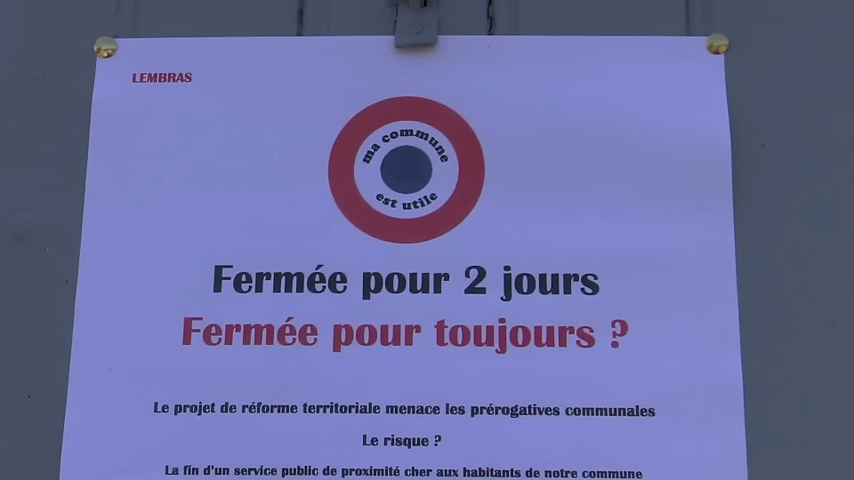 LEMBRAS
ma commune
est utile
Fermée pour 2 jours
Fermée pour toujours ?
Le projet de réforme territoriale menace les prérogatives communales
Le risque ?
La fin d'un service public de proximité cher aux habitants de notre commune